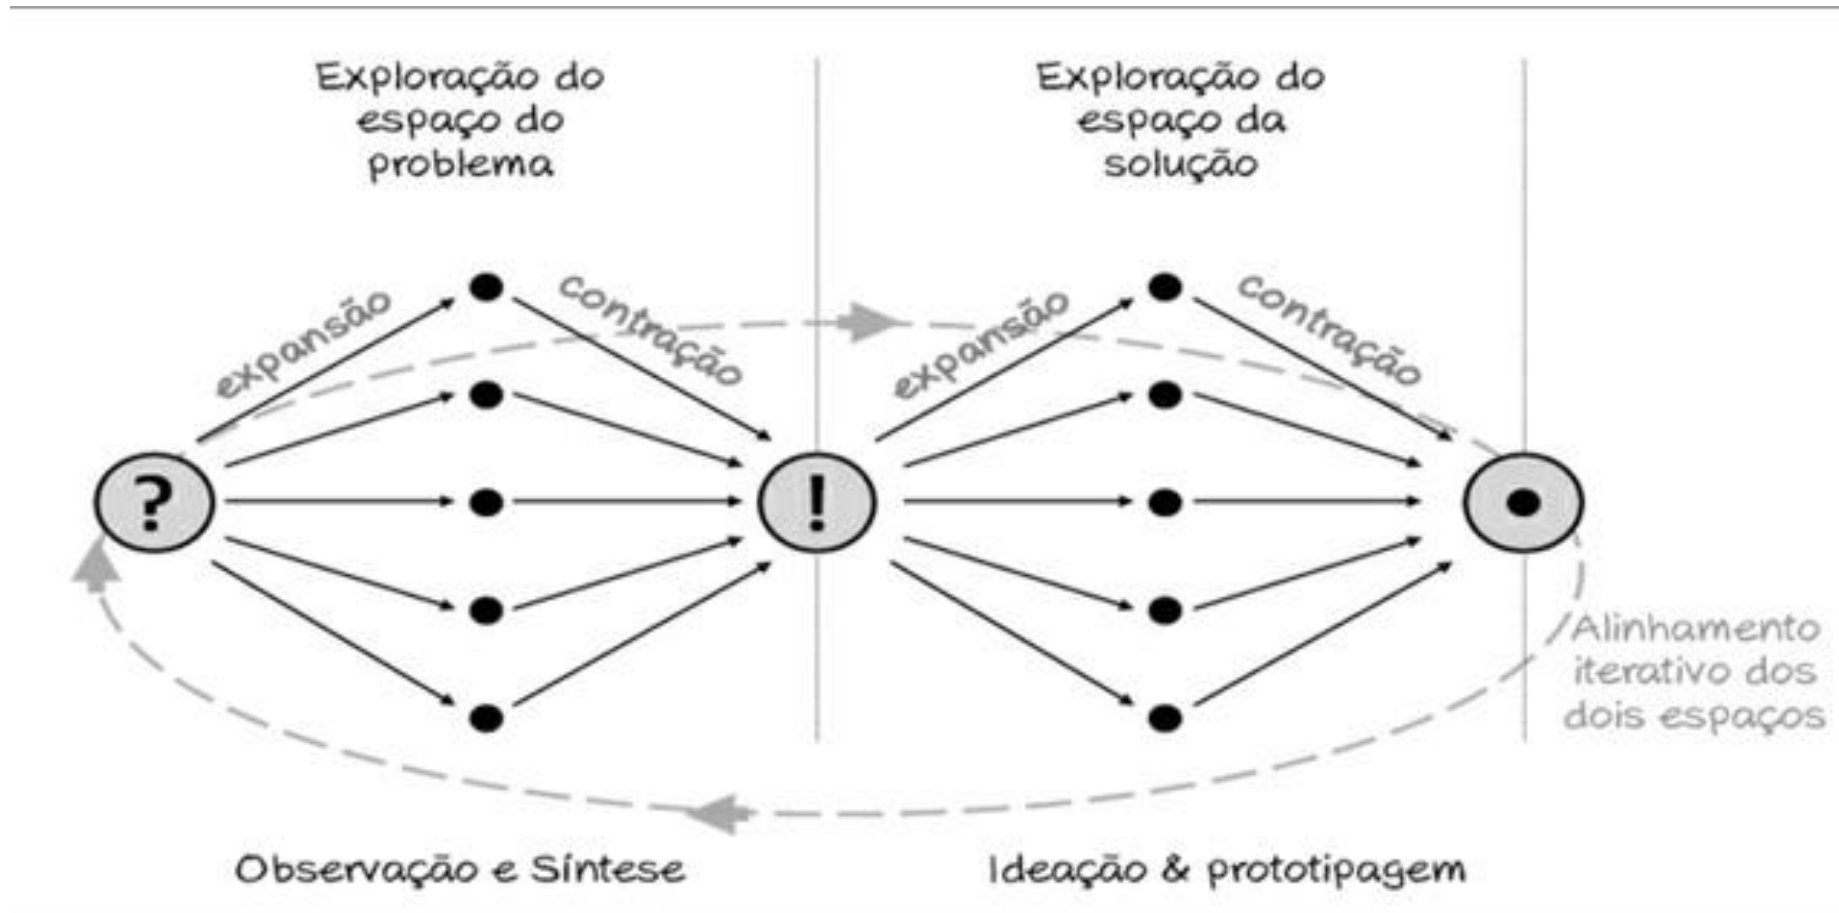 Exploração do
espaço do
problema
Exploração do
espaço da
solução
expansão
contração
expansão
contração
?
!
Alinhamento
iterativo dos
dois espaços
Observação e Síntese
Ideação & prototipagem